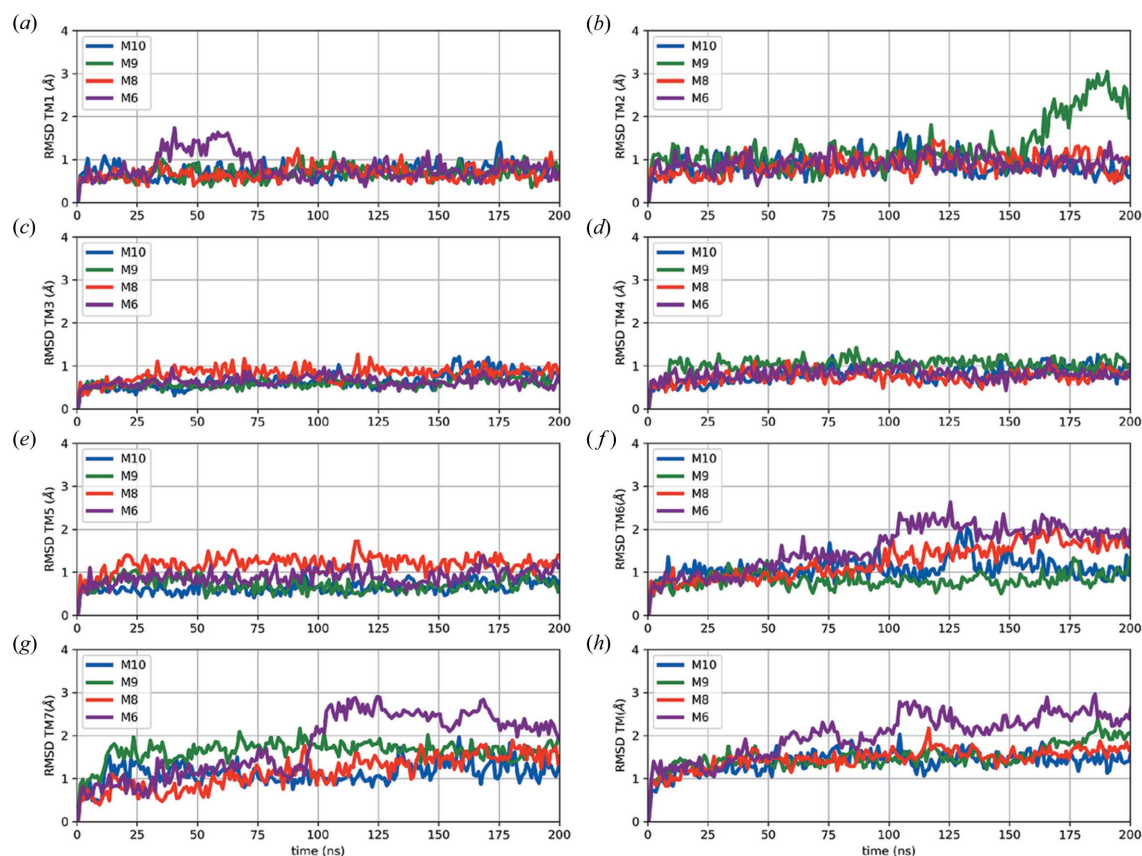 (a)
RMSD TM1 (Å)
4
3
2
1
0
M10
M9
M8
M6
0 25 50 75 100 125 150 175 200
(b)
RMSD TM2 (Å)
4
3
2
1
0
M10
M9
M8
M6
0 25 50 75 100 125 150 175 200
(c)
RMSD TM3 (Å)
4
3
2
1
0
M10
M9
M8
M6
0 25 50 75 100 125 150 175 200
(d)
RMSD TM4 (Å)
4
3
2
1
0
M10
M9
M8
M6
0 25 50 75 100 125 150 175 200
(e)
RMSD TM5 (Å)
4
3
2
1
0
M10
M9
M8
M6
0 25 50 75 100 125 150 175 200
(f)
RMSD TM6(Å)
4
3
2
1
0
M10
M9
M8
M6
0 25 50 75 100 125 150 175 200
(g)
RMSD TM7(Å)
4
3
2
1
0
M10
M9
M8
M6
0 25 50 75 100 125 150 175 200
time (ns)
(h)
RMSD TM(Å)
4
3
2
1
0
M10
M9
M8
M6
0 25 50 75 100 125 150 175 200
time (ns)